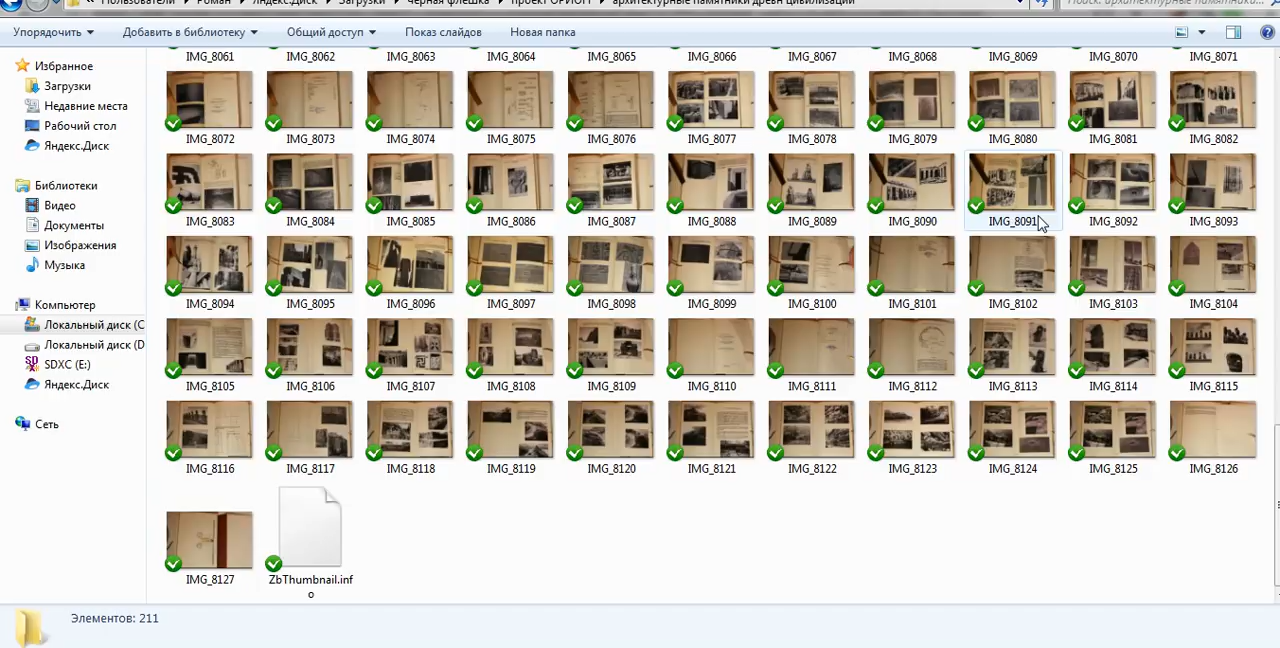 Пользователи ▸ Роман ▸ Яндекс.Диск ▸ Загрузки ▸ черная флешка ▸ проект ОРИОН ▸ архитектурные памятники древн цивилизаций
Упорядочить Добавить в библиотеку Общий доступ Показ слайдов Новая папка
IMG_8061 IMG_8062 IMG_8063 IMG_8064 IMG_8065 IMG_8066 IMG_8067 IMG_8068 IMG_8069 IMG_8070 IMG_8071
Избранное
Загрузки
Недавние места
Рабочий стол
Яндекс.Диск
IMG_8072 IMG_8073 IMG_8074 IMG_8075 IMG_8076 IMG_8077 IMG_8078 IMG_8079 IMG_8080 IMG_8081 IMG_8082
Библиотеки
Видео
Документы
Изображения
Музыка
IMG_8083 IMG_8084 IMG_8085 IMG_8086 IMG_8087 IMG_8088 IMG_8089 IMG_8090 IMG_8091 IMG_8092 IMG_8093
IMG_8094 IMG_8095 IMG_8096 IMG_8097 IMG_8098 IMG_8099 IMG_8100 IMG_8101 IMG_8102 IMG_8103 IMG_8104
Компьютер
Локальный диск (C
Локальный диск (D
SDXC (E:)
Яндекс.Диск
IMG_8105 IMG_8106 IMG_8107 IMG_8108 IMG_8109 IMG_8110 IMG_8111 IMG_8112 IMG_8113 IMG_8114 IMG_8115
Сеть
IMG_8116 IMG_8117 IMG_8118 IMG_8119 IMG_8120 IMG_8121 IMG_8122 IMG_8123 IMG_8124 IMG_8125 IMG_8126
IMG_8127 ZbThumbnail.inf
o
Элементов: 211